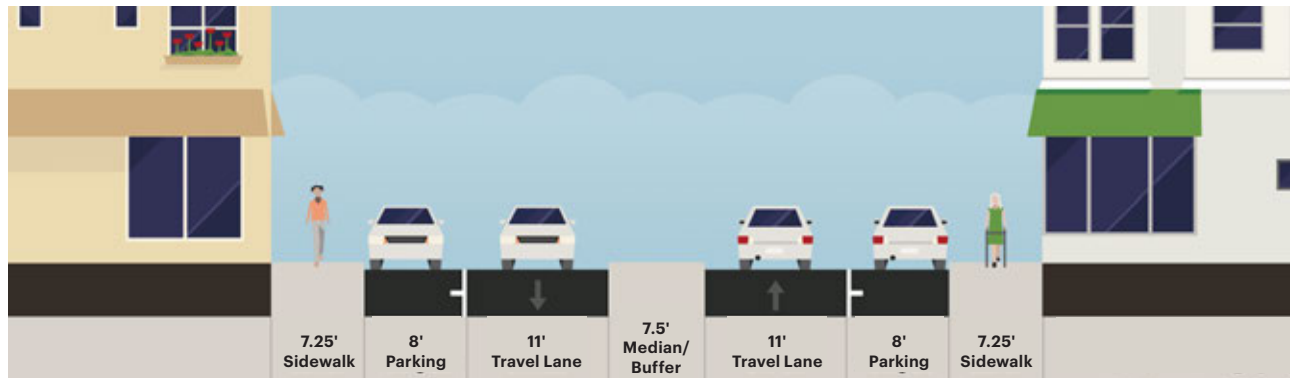 7.25'
Sidewalk
8'
Parking
11'
Travel Lane
7.5'
Median/
Buffer
11'
Travel Lane
8'
Parking
7.25'
Sidewalk